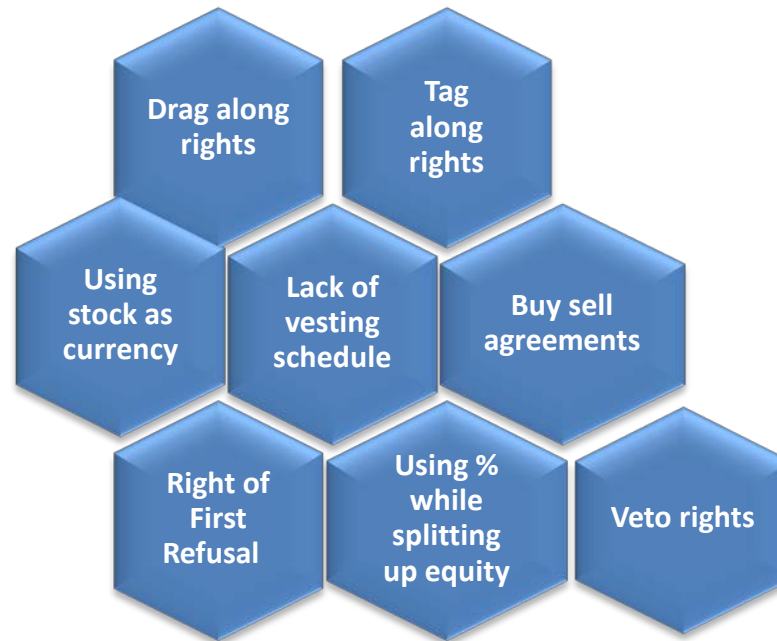 Drag along
rights
Tag
along
rights
Using
stock as
currency
Lack of
vesting
schedule
Buy sell
agreements
Right of
First
Refusal
Using %
while
splitting
up equity
Veto rights